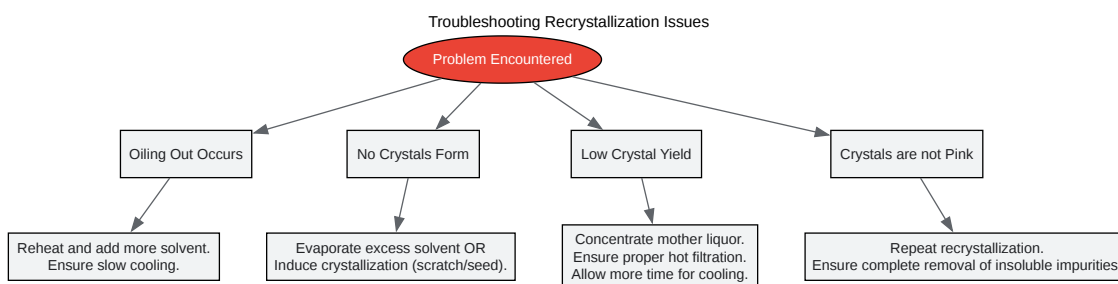 Troubleshooting Recrystallization Issues
Problem Encountered
Oiling Out Occurs
No Crystals Form
Low Crystal Yield
Crystals are not Pink
Reheat and add more solvent.
Ensure slow cooling.
Evaporate excess solvent OR
Induce crystallization (scratch/seed).
Concentrate mother liquor.
Ensure proper hot filtration.
Allow more time for cooling.
Repeat recrystallization.
Ensure complete removal of insoluble impurities